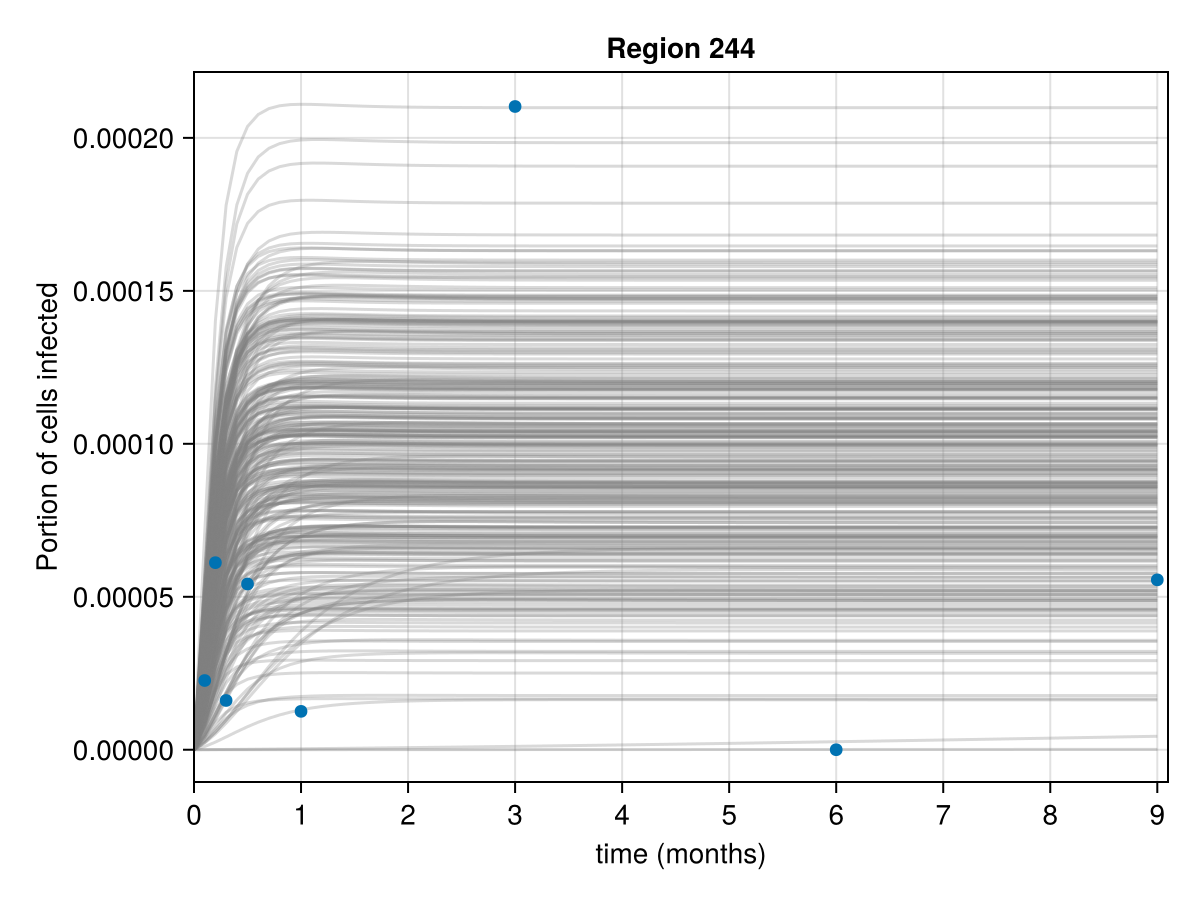 Region 244
0.00020
0.00015
0.00010
0.00005
0.00000
Portion of cells infected
0 1 2 3 4 5 6 7 8 9
time (months)